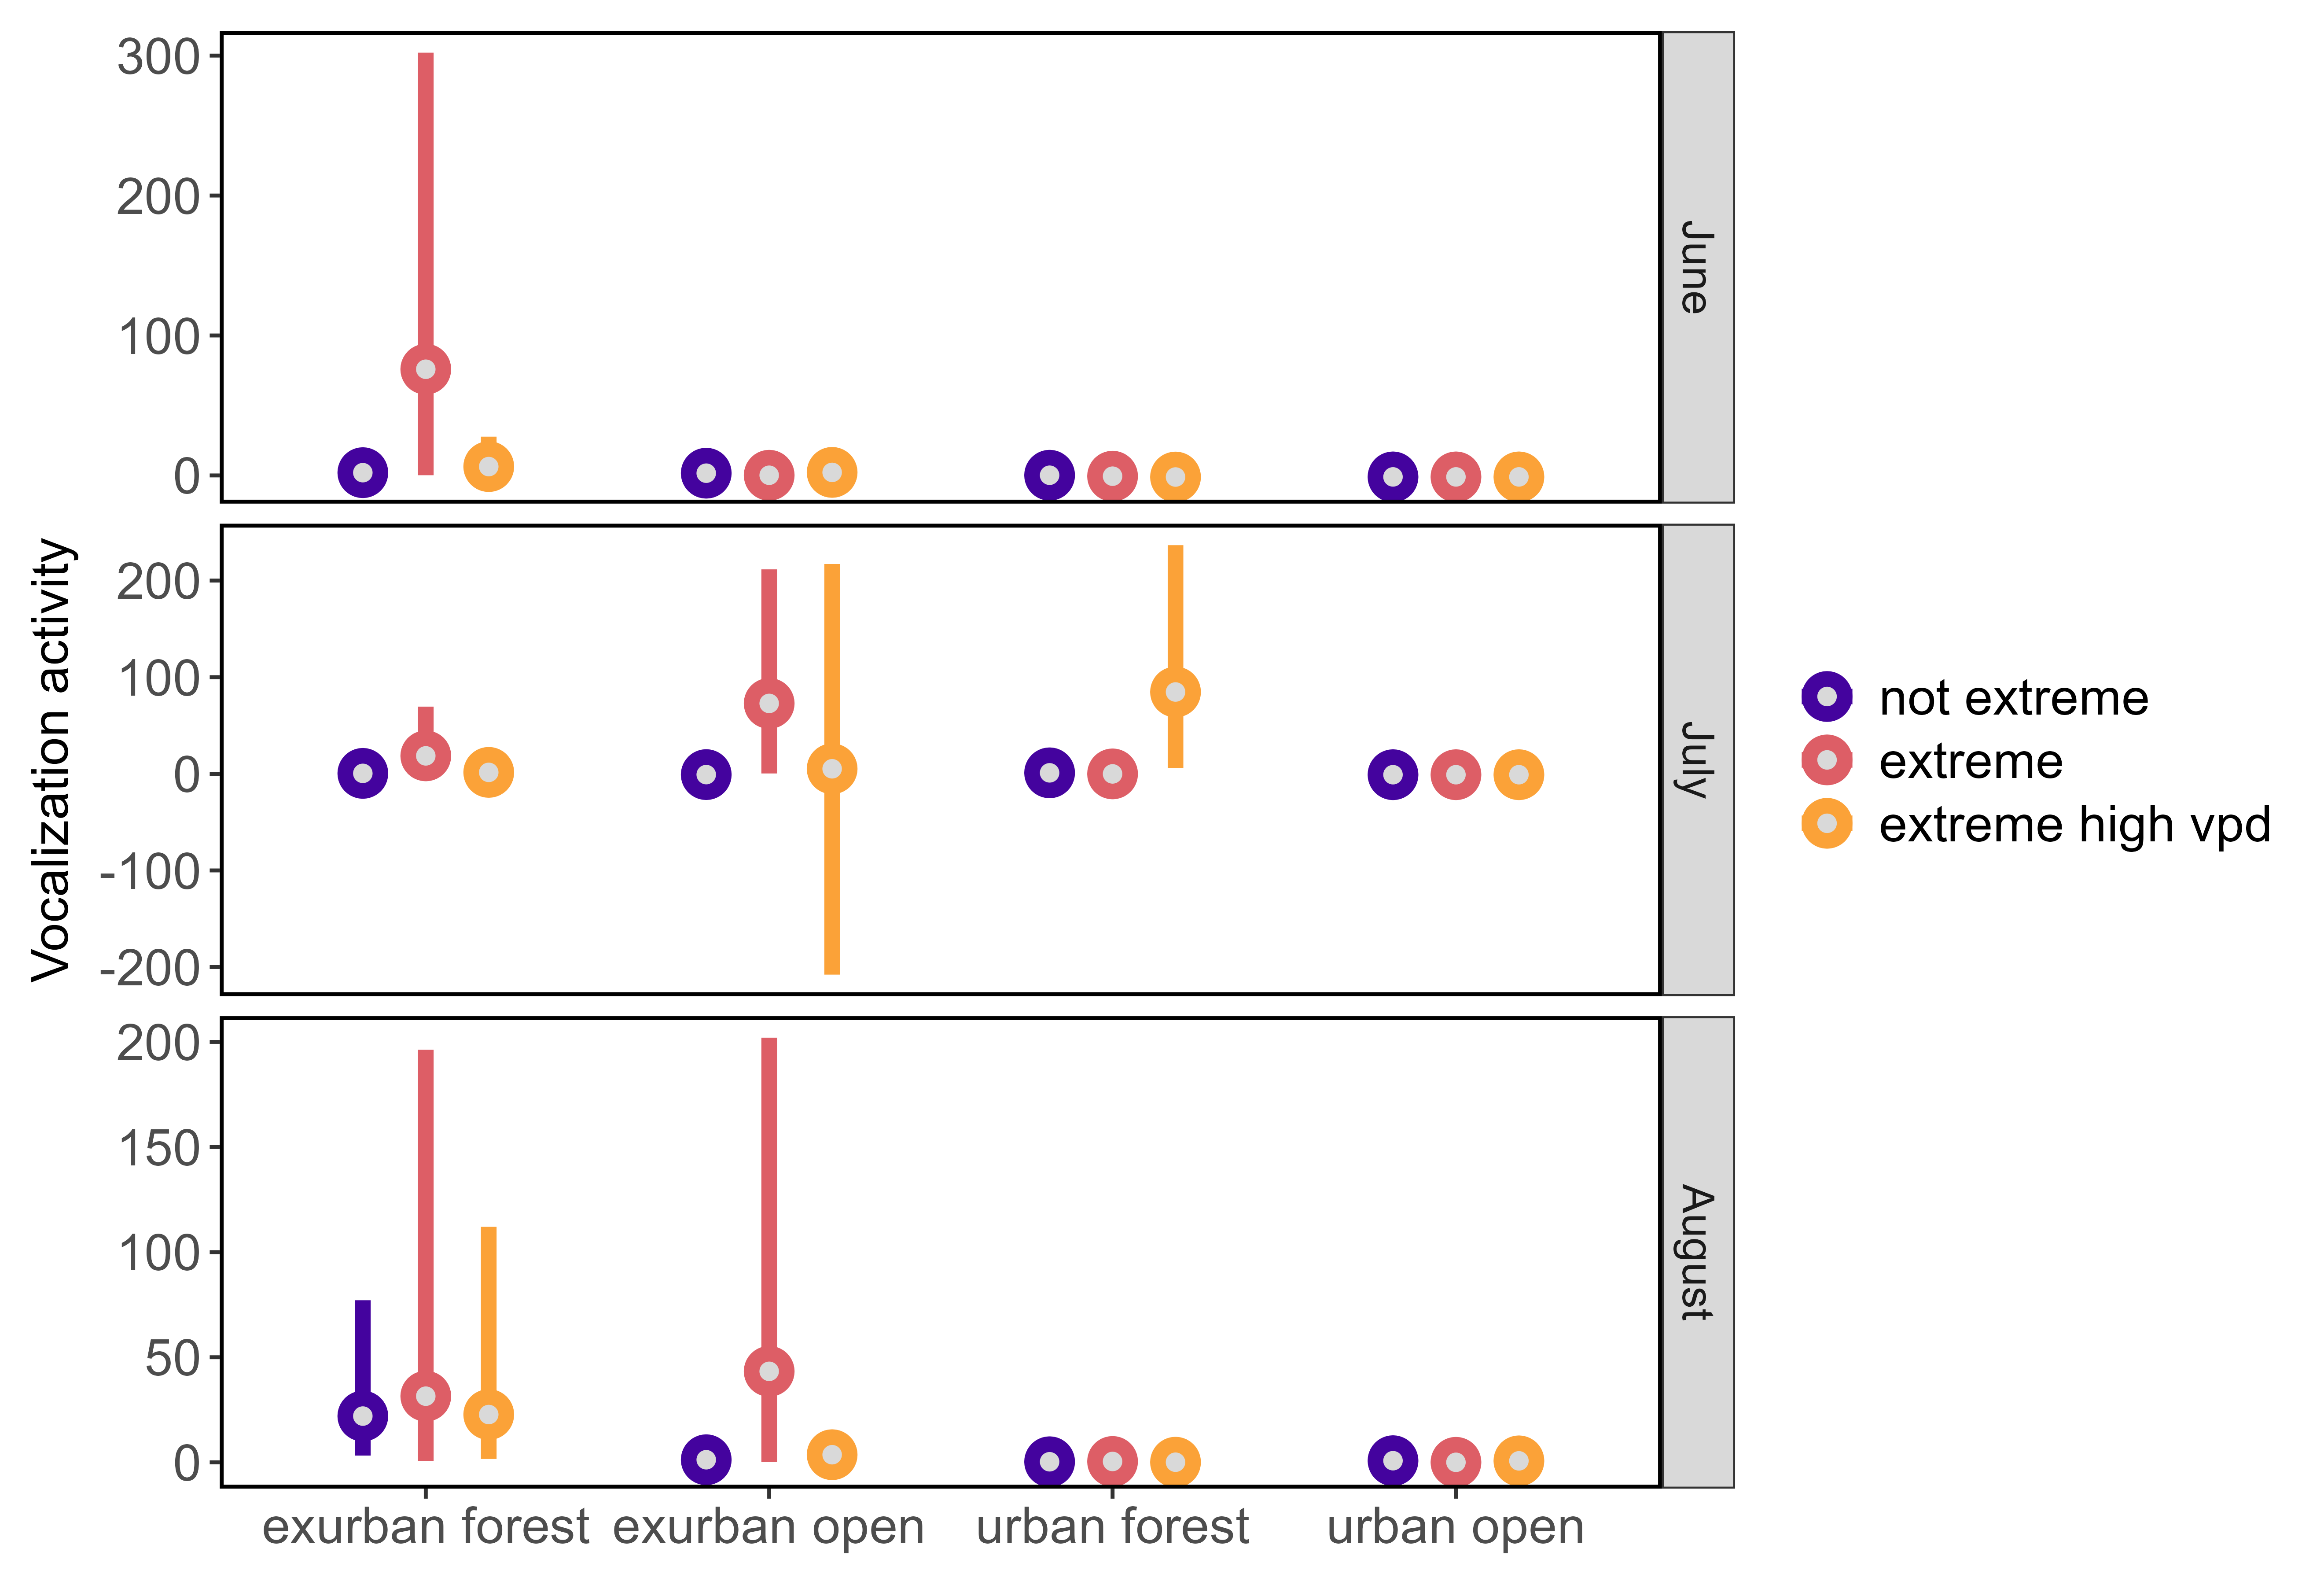 Vocalization activity
300
200
100
0
June
200
100
0
-100
-200
July
200
150
100
50
0
August
exurban forest exurban open urban forest urban open
not extreme
extreme
extreme high vpd